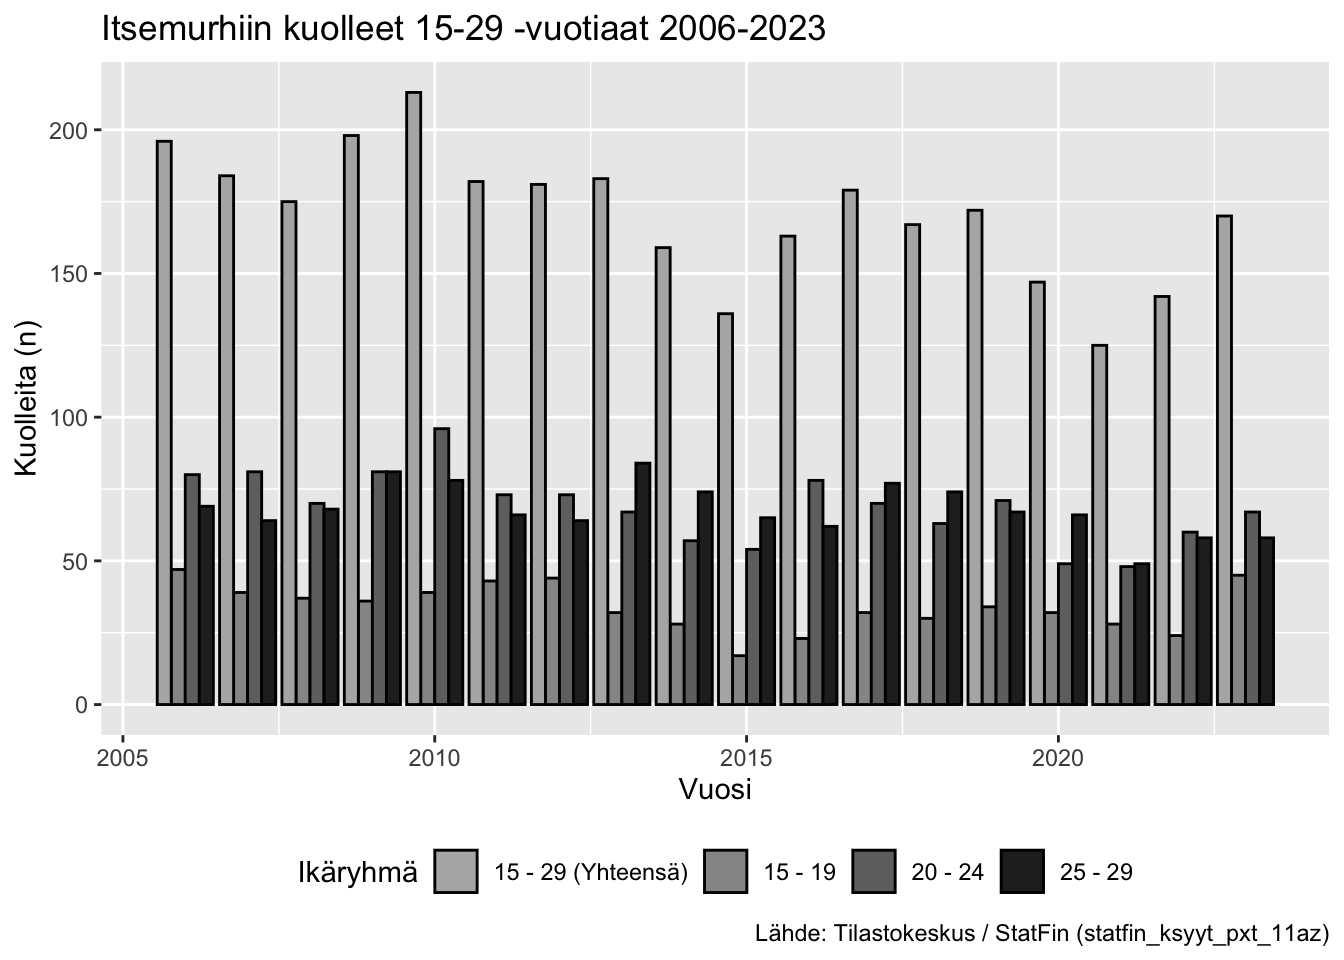 Itsemurhiin kuolleet 15-29 -vuotiaat 2006-2023
Kuolleita (n)
200
150
100
50
0
2005 2010 2015 2020
Vuosi
Ikäryhmä 15 - 29 (Yhteensä) 15 - 19 20 - 24 25 - 29
Lähde: Tilastokeskus / StatFin (statfin_ksyyt_pxt_11az)